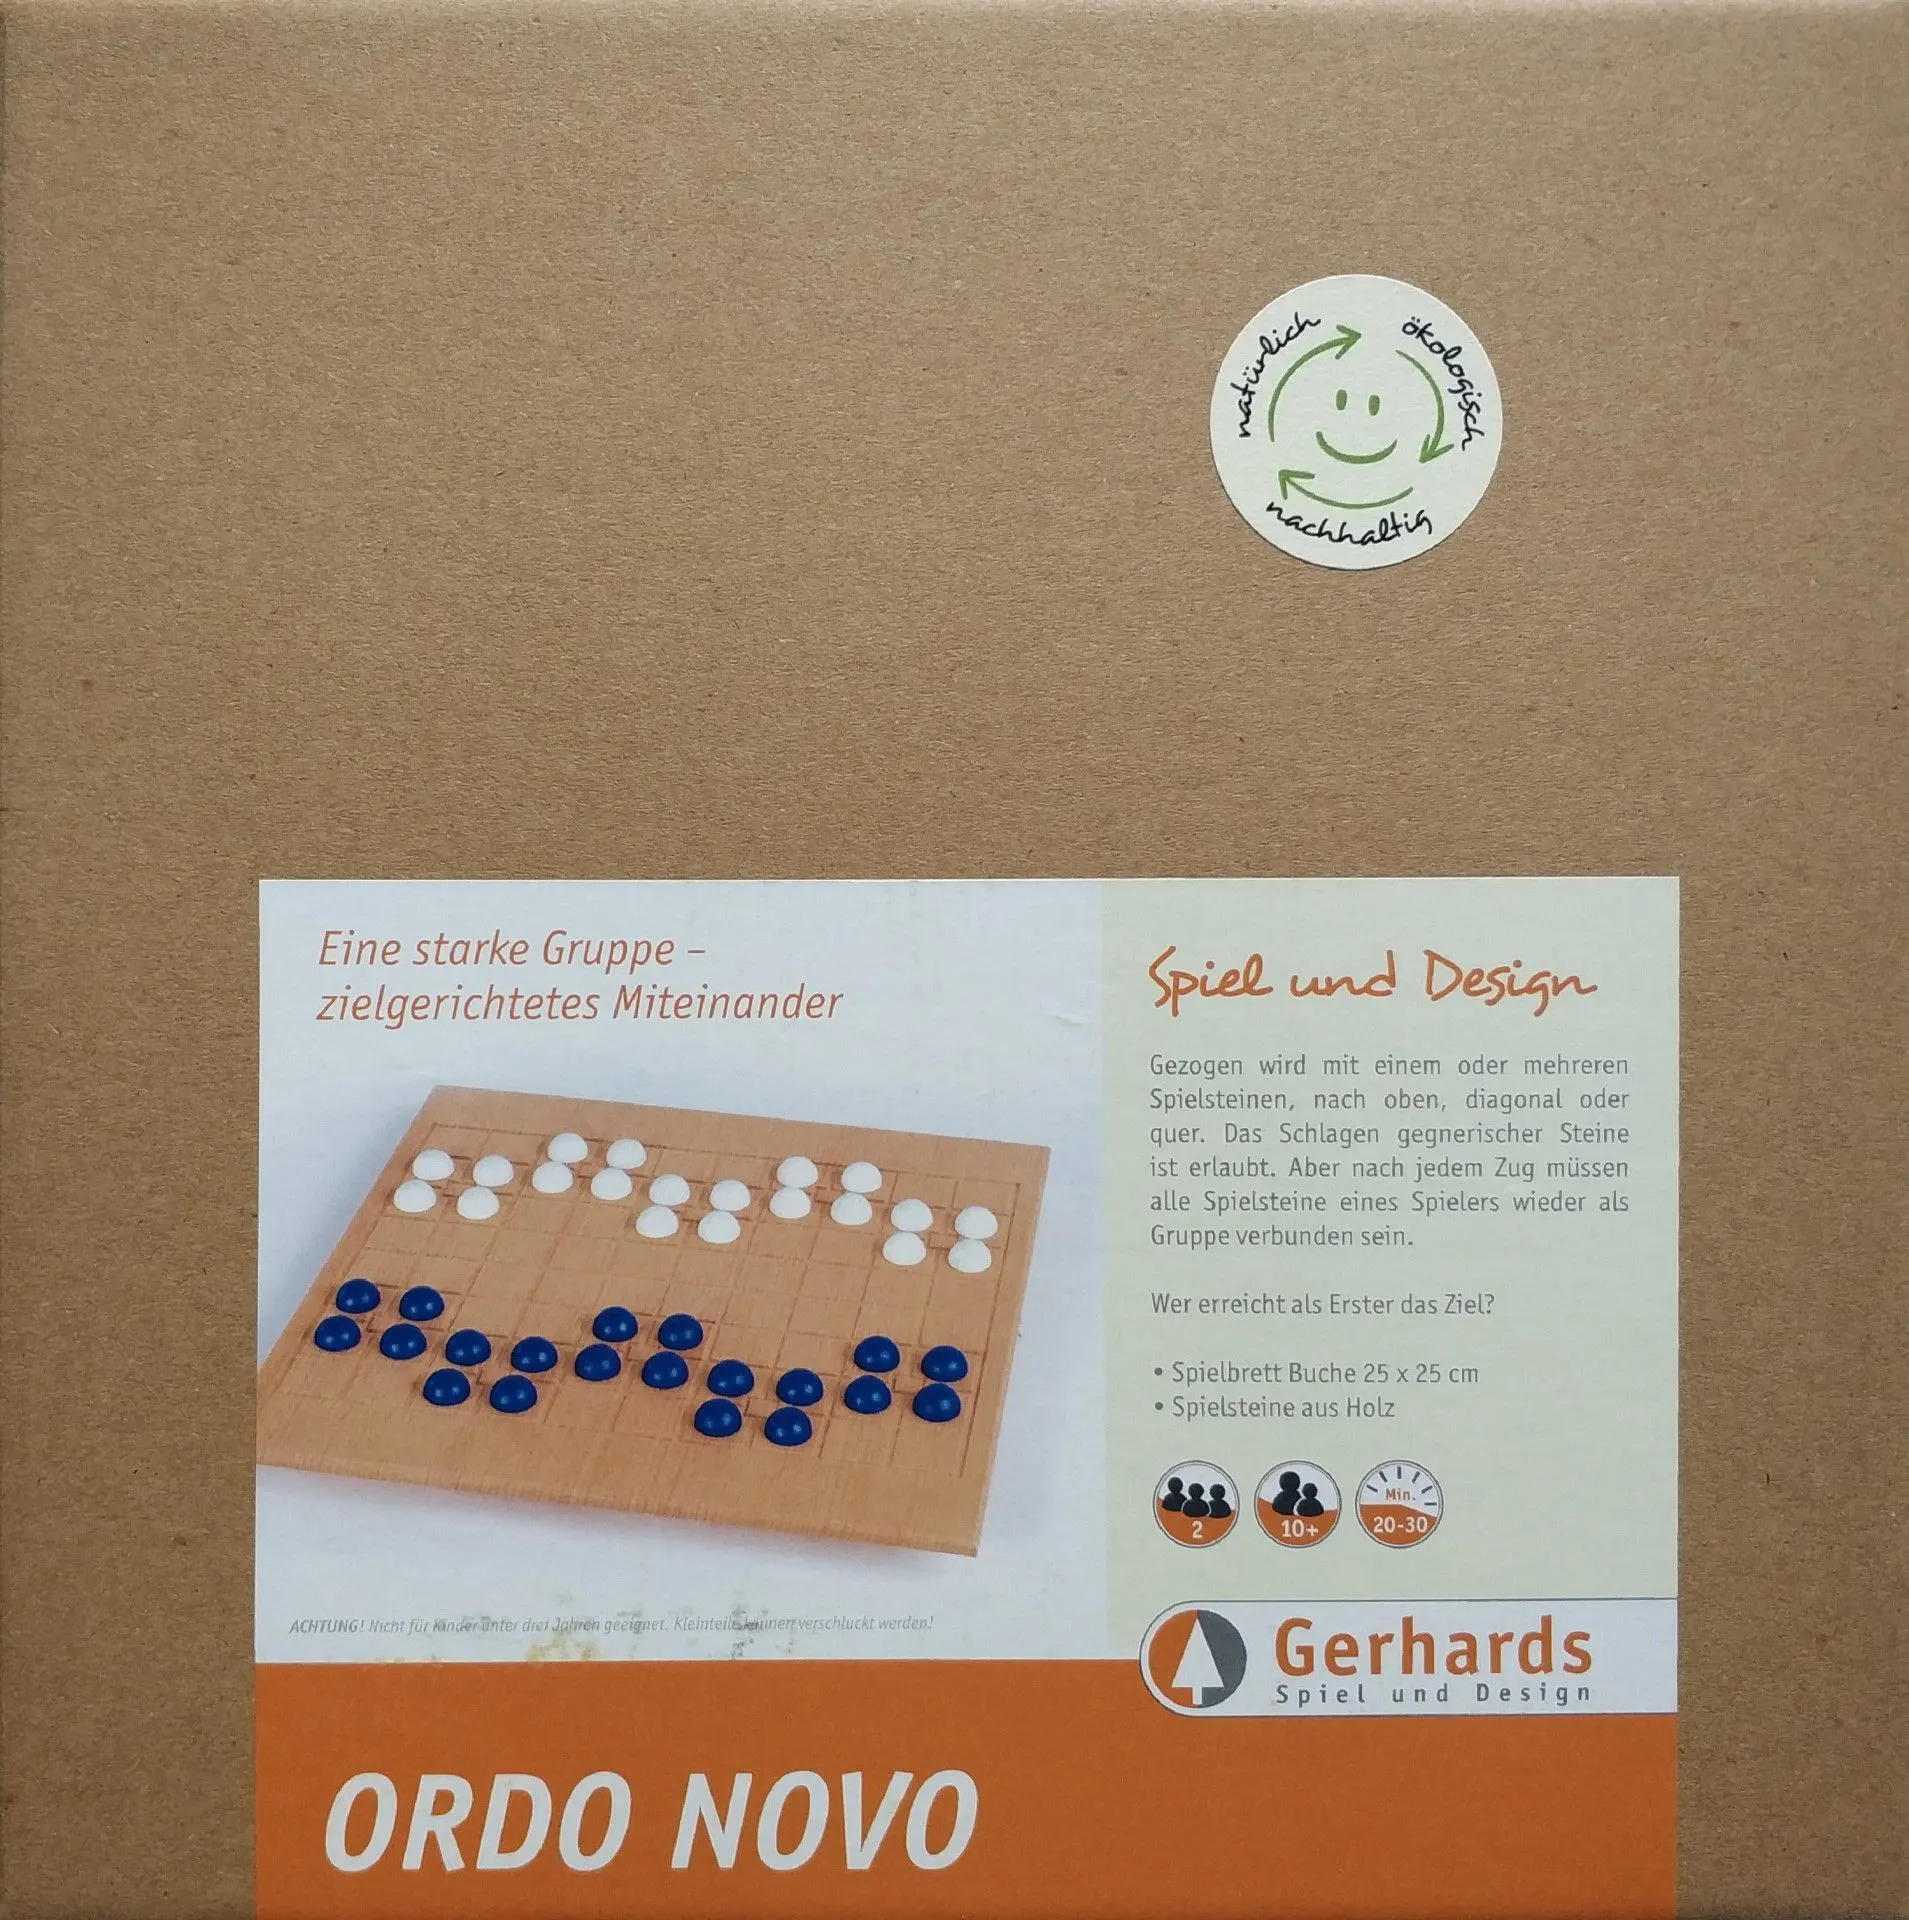 natürlich
ökologisch
nachhaltig
Eine starke Gruppe –
zielgerichtetes Miteinander
Spiel und Design
Gezogen wird mit einem oder mehreren
Spielsteinen, nach oben, diagonal oder
quer. Das Schlagen gegnerischer Steine
ist erlaubt. Aber nach jedem Zug müssen
alle Spielsteine eines Spielers wieder als
Gruppe verbunden sein.
Wer erreicht als Erster das Ziel?
• Spielbrett Buche 25 x 25 cm
• Spielsteine aus Holz
2
10+
Min.
20-30
ACHTUNG! Nicht für Kinder unter drei Jahren geeignet. Kleinteile können verschluckt werden!
Gerhards
Spiel und Design
ORDO NOVO